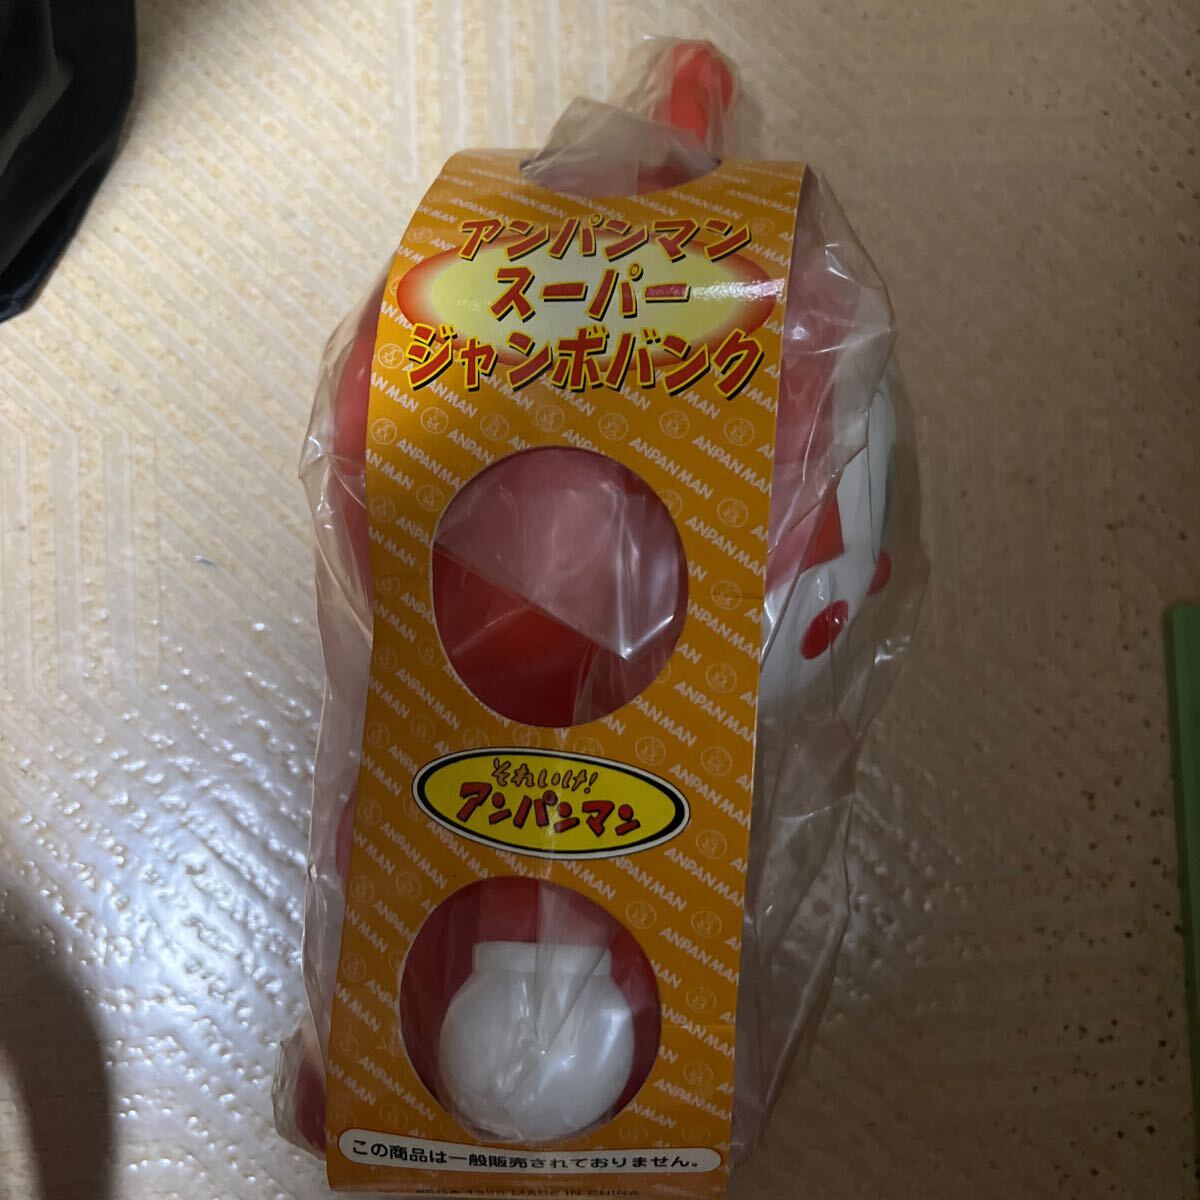 アンパンマン
スーパー
ジャンボバンク
それいけ!
アンパンマン
この商品は一般販売されておりません。
MADE IN CHINA
ANPANMAN